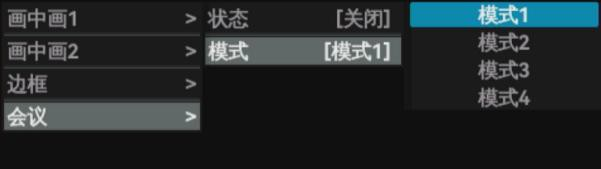 画中画1 >
画中画2 >
边框 >
会议 >
状态 [关闭]
模式 [模式1]
模式1
模式2
模式3
模式4